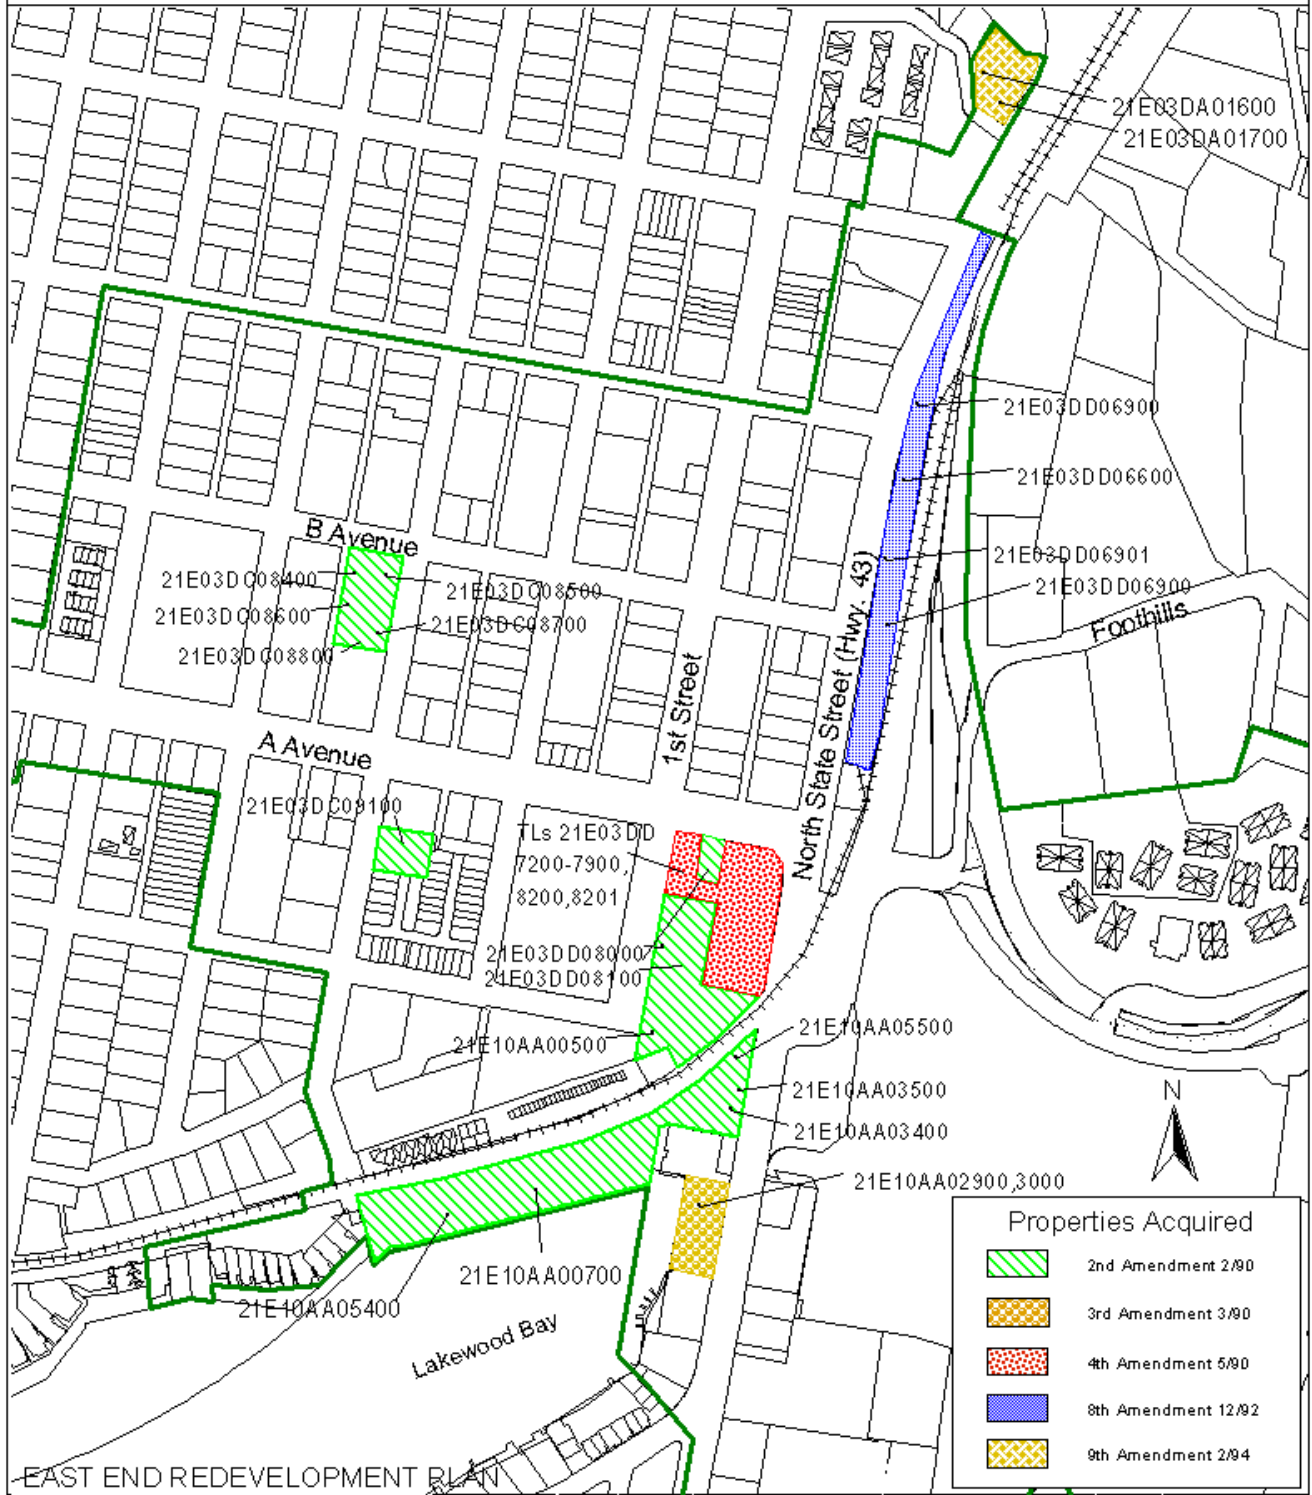 21E03DA01600
21E03DA01700
21E03DD06900
21E03DD06600
B Avenue
21E03DD06901
21E03DC08400
21E03DC08500
21E03DD06900
21E03DC08600
21E03DC08700
Foothills
21E03DC08800
1st Street
North State Street (Hwy. 43)
A Avenue
21E03DC09100
TLs 21E03DD
7200-7900,
8200,8201
21E03DD08000
21E03DD08100
21E10AA05500
21E10AA00500
21E10AA03500
N
21E10AA03400
21E10AA02900,3000
Properties Acquired
2nd Amendment 2/90
3rd Amendment 3/90
4th Amendment 5/90
8th Amendment 12/92
9th Amendment 2/94
21E10AA00700
21E10AA05400
Lakewood Bay
EAST END REDEVELOPMENT PLAN